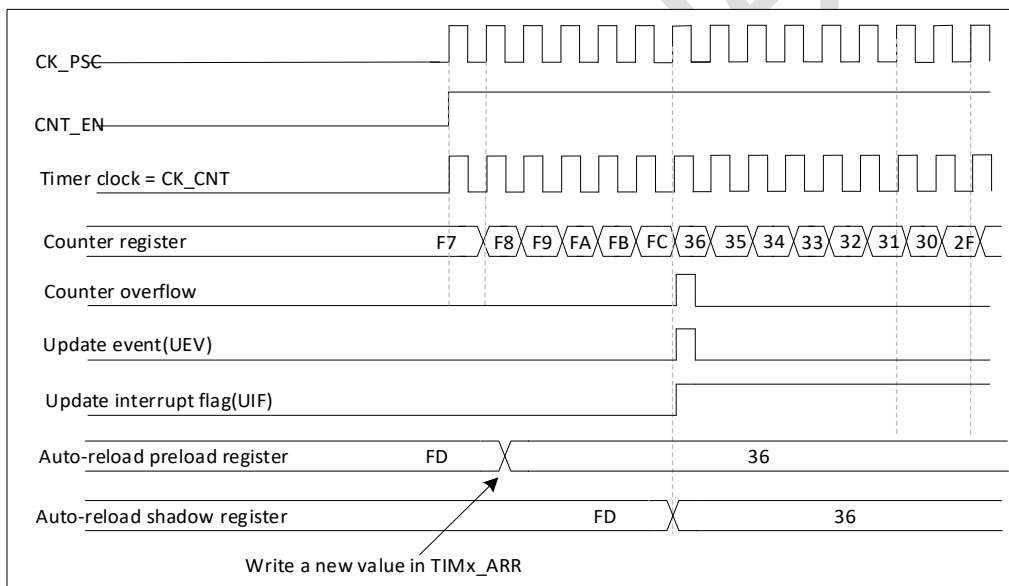 CK_PSC
CNT_EN
Timer clock = CK_CNT
Counter register F7 F8 F9 FA FB FC 36 35 34 33 32 31 30 2F
Counter overflow
Update event(UEV)
Update interrupt flag(UIF)
Auto-reload preload register FD 36
Auto-reload shadow register FD 36
Write a new value in TIMx_ARR